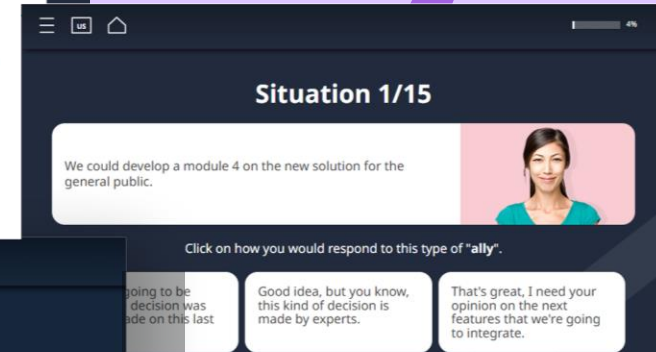 us
4%
Situation 1/15
We could develop a module 4 on the new solution for the
general public.
Click on how you would respond to this type of "ally".
going to be
decision was
ade on this last
Good idea, but you know,
this kind of decision is
made by experts.
That's great, I need your
opinion on the next
features that we're going
to integrate.